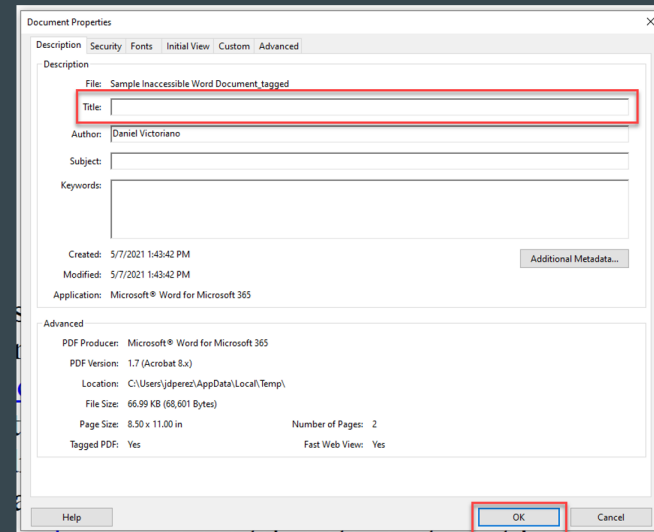 Document Properties
Description Security Fonts Initial View Custom Advanced
Description
File: Sample Inaccessible Word Document_tagged
Title:
Author: Daniel Victoriano
Subject:
Keywords:
Created: 5/7/2021 1:43:42 PM
Additional Metadata...
Modified: 5/7/2021 1:43:42 PM
Application: Microsoft® Word for Microsoft 365
Advanced
PDF Producer: Microsoft® Word for Microsoft 365
PDF Version: 1.7 (Acrobat 8.x)
Location: C:\Users\jdperez\AppData\Local\Temp\
File Size: 66.99 KB (68,601 Bytes)
Page Size: 8.50 x 11.00 in Number of Pages: 2
Tagged PDF: Yes Fast Web View: Yes
Help OK Cancel